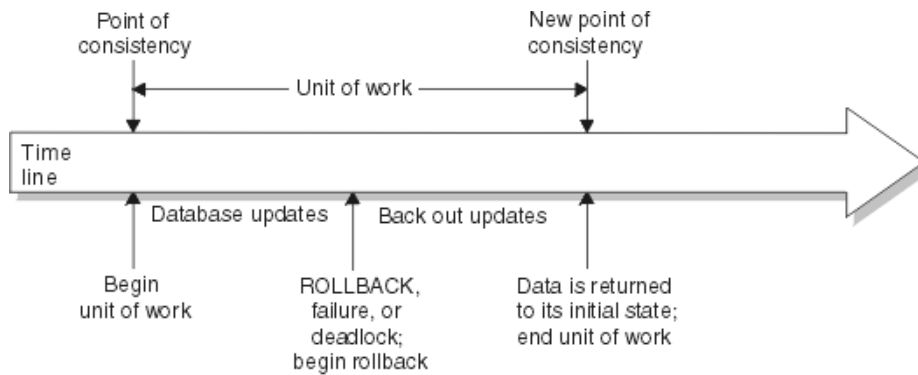 Point of
consistency
New point of
consistency
Unit of work
Time
line
Database updates
Back out updates
Begin
unit of work
ROLLBACK,
failure, or
deadlock;
begin rollback
Data is returned
to its initial state;
end unit of work